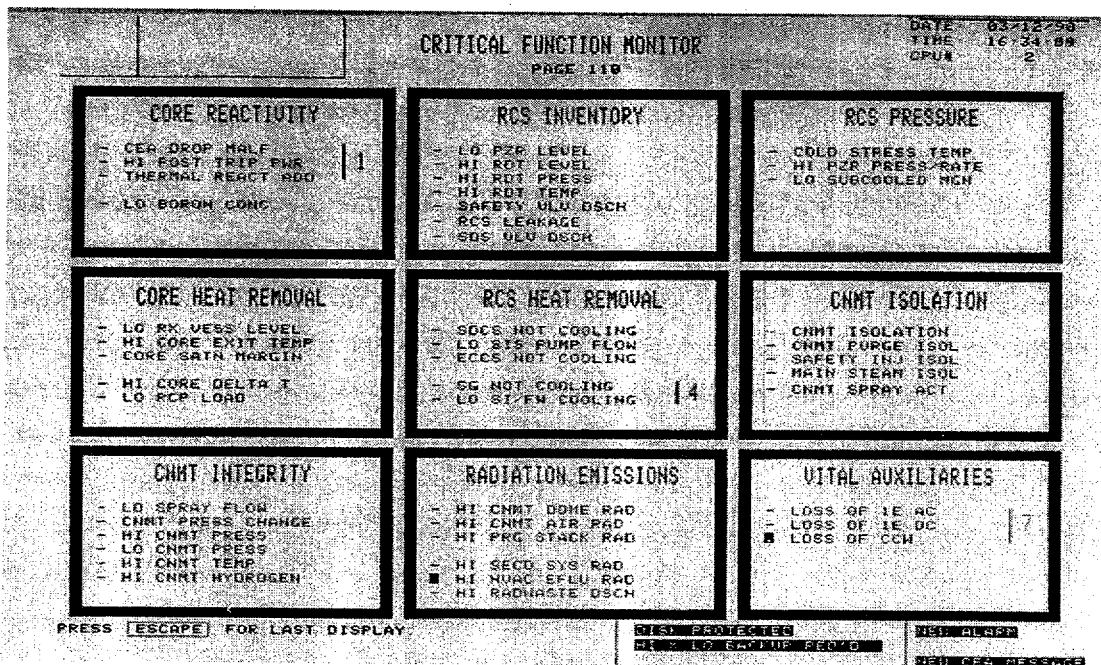 CRITICAL FUNCTION MONITOR
PAGE 110
DATE 03/12/98
TIME 16:34:09
CPU# 2
CORE REACTIVITY
- CEA DROP MALF
- HI POST TRIP PWR
- THERMAL REACT ADD
1
- LO BORON CONC
RCS INVENTORY
- LO PZR LEVEL
- HI RDT LEVEL
- HI RDT PRESS
- HI RDT TEMP
- SAFETY VLV DSCH
- RCS LEAKAGE
- SDS VLV DSCH
RCS PRESSURE
- COLD STRESS TEMP
- HI PZR PRESS/RATE
- LO SUBCOOLED MGN
CORE HEAT REMOVAL
- LO RX VESS LEVEL
- HI CORE EXIT TEMP
- CORE SATN MARGIN
- HI CORE DELTA T
- LO RCP LOAD
RCS HEAT REMOVAL
- SDCS NOT COOLING
- LO SIS PUMP FLOW
- ECCS NOT COOLING
- SG NOT COOLING
- LO SI/FW COOLING
4
CNMT ISOLATION
- CNMT ISOLATION
- CNMT PURGE ISOL
- SAFETY INJ ISOL
- MAIN STEAM ISOL
- CNMT SPRAY ACT
CNMT INTEGRITY
- LO SPRAY FLOW
- CNMT PRESS CHANGE
- HI CNMT PRESS
- LO CNMT PRESS
- HI CNMT TEMP
- HI CNMT HYDROGEN
RADIATION EMISSIONS
- HI CNMT DOME RAD
- HI CNMT AIR RAD
- HI PRG STACK RAD
- HI SECD SYS RAD
HI HVAC EFLU RAD
- HI RADWASTE DSCH
VITAL AUXILIARIES
- LOSS OF 1E AC
- LOSS OF 1E DC
LOSS OF CCW
7
PRESS ESCAPE FOR LAST DISPLAY
PROTECTED
LO BACKUP REQ'D
ALARM
MESSAGE